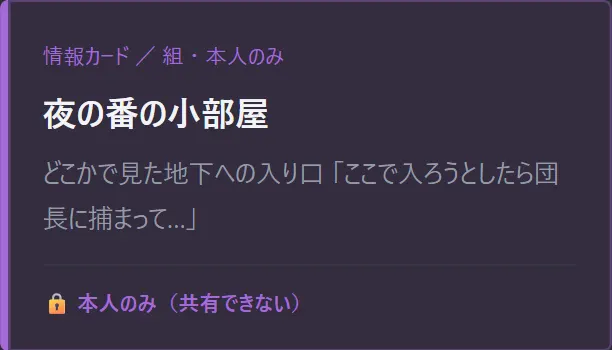 情報カード ／ 組・本人のみ
夜の番の小部屋
どこかで見た地下への入り口「ここで入ろうとしたら団
長に捕まって…」
本人のみ（共有できない）